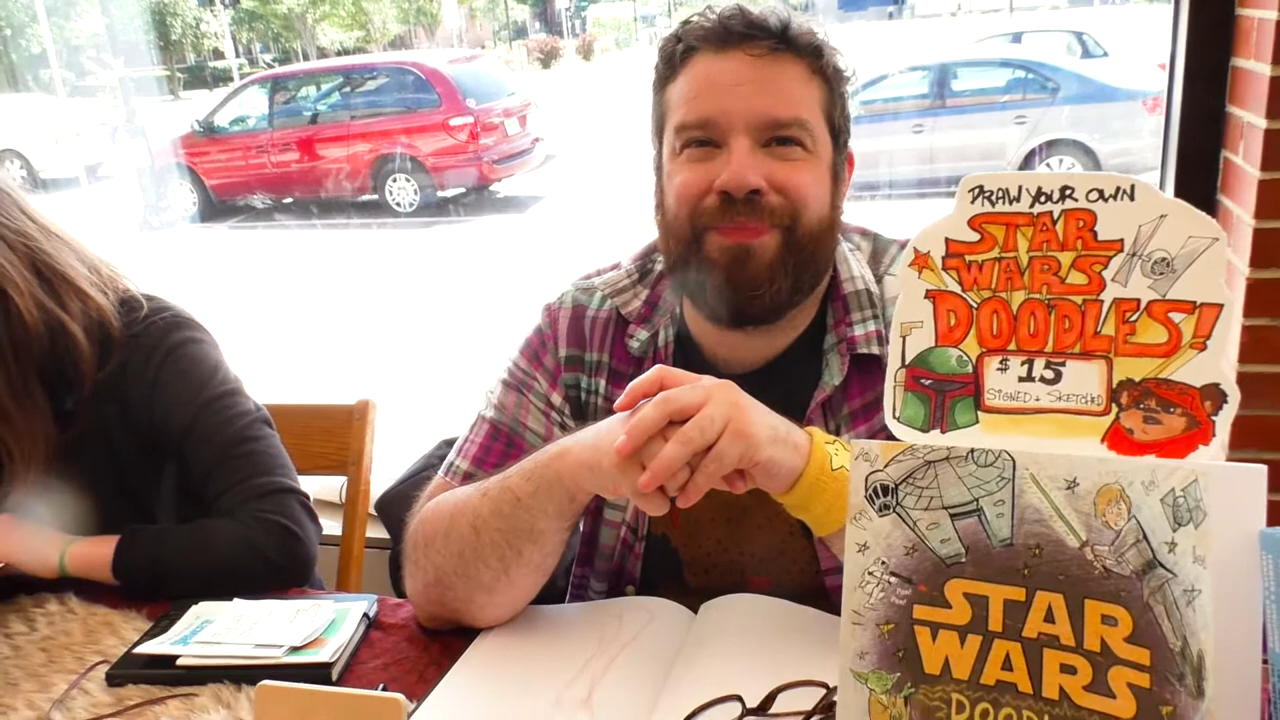 DRAW YOUR OWN
STAR
WARS
DOODLES!
$15
SIGNED + SKETCHED
STAR
WARS